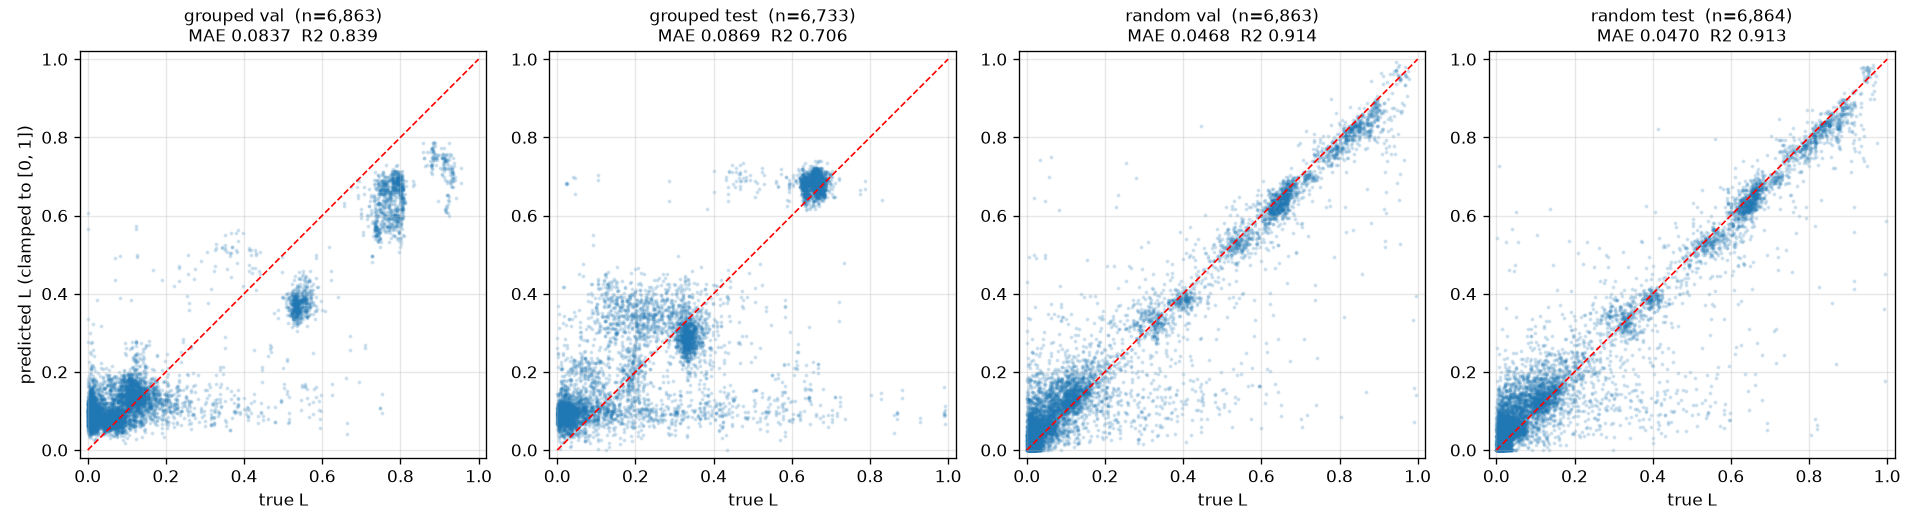 grouped val (n=6,863)
MAE 0.0837 R2 0.839
predicted L (clamped to [0, 1])
1.0
0.8
0.6
0.4
0.2
0.0
0.0 0.2 0.4 0.6 0.8 1.0
true L
grouped test (n=6,733)
MAE 0.0869 R2 0.706
1.0
0.8
0.6
0.4
0.2
0.0
0.0 0.2 0.4 0.6 0.8 1.0
true L
random val (n=6,863)
MAE 0.0468 R2 0.914
1.0
0.8
0.6
0.4
0.2
0.0
0.0 0.2 0.4 0.6 0.8 1.0
true L
random test (n=6,864)
MAE 0.0470 R2 0.913
1.0
0.8
0.6
0.4
0.2
0.0
0.0 0.2 0.4 0.6 0.8 1.0
true L